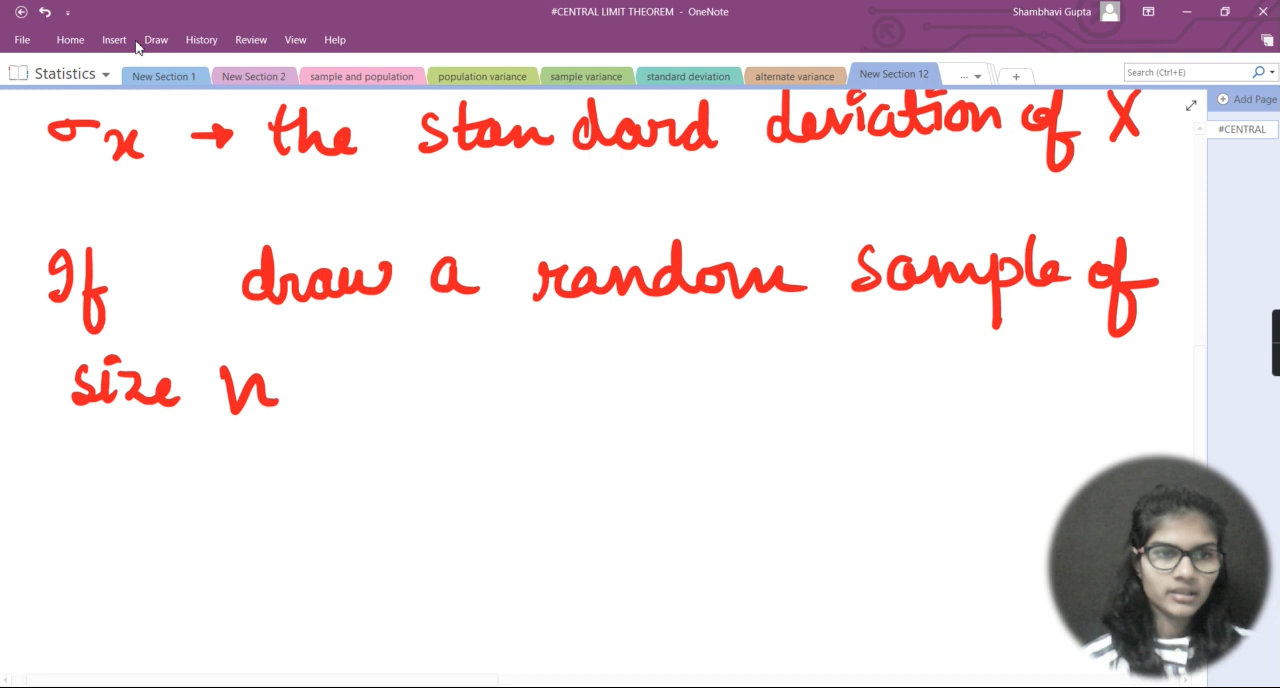 #CENTRAL LIMIT THEOREM - OneNote
Shambhavi Gupta
File Home Insert Draw History Review View Help
Statistics New Section 1 New Section 2 sample and population population variance sample variance standard deviation alternate variance New Section 12 ... + Search (Ctrl+E)
Add Page
#CENTRAL
σx → the standard deviation of X
If draw a random sample of
size n